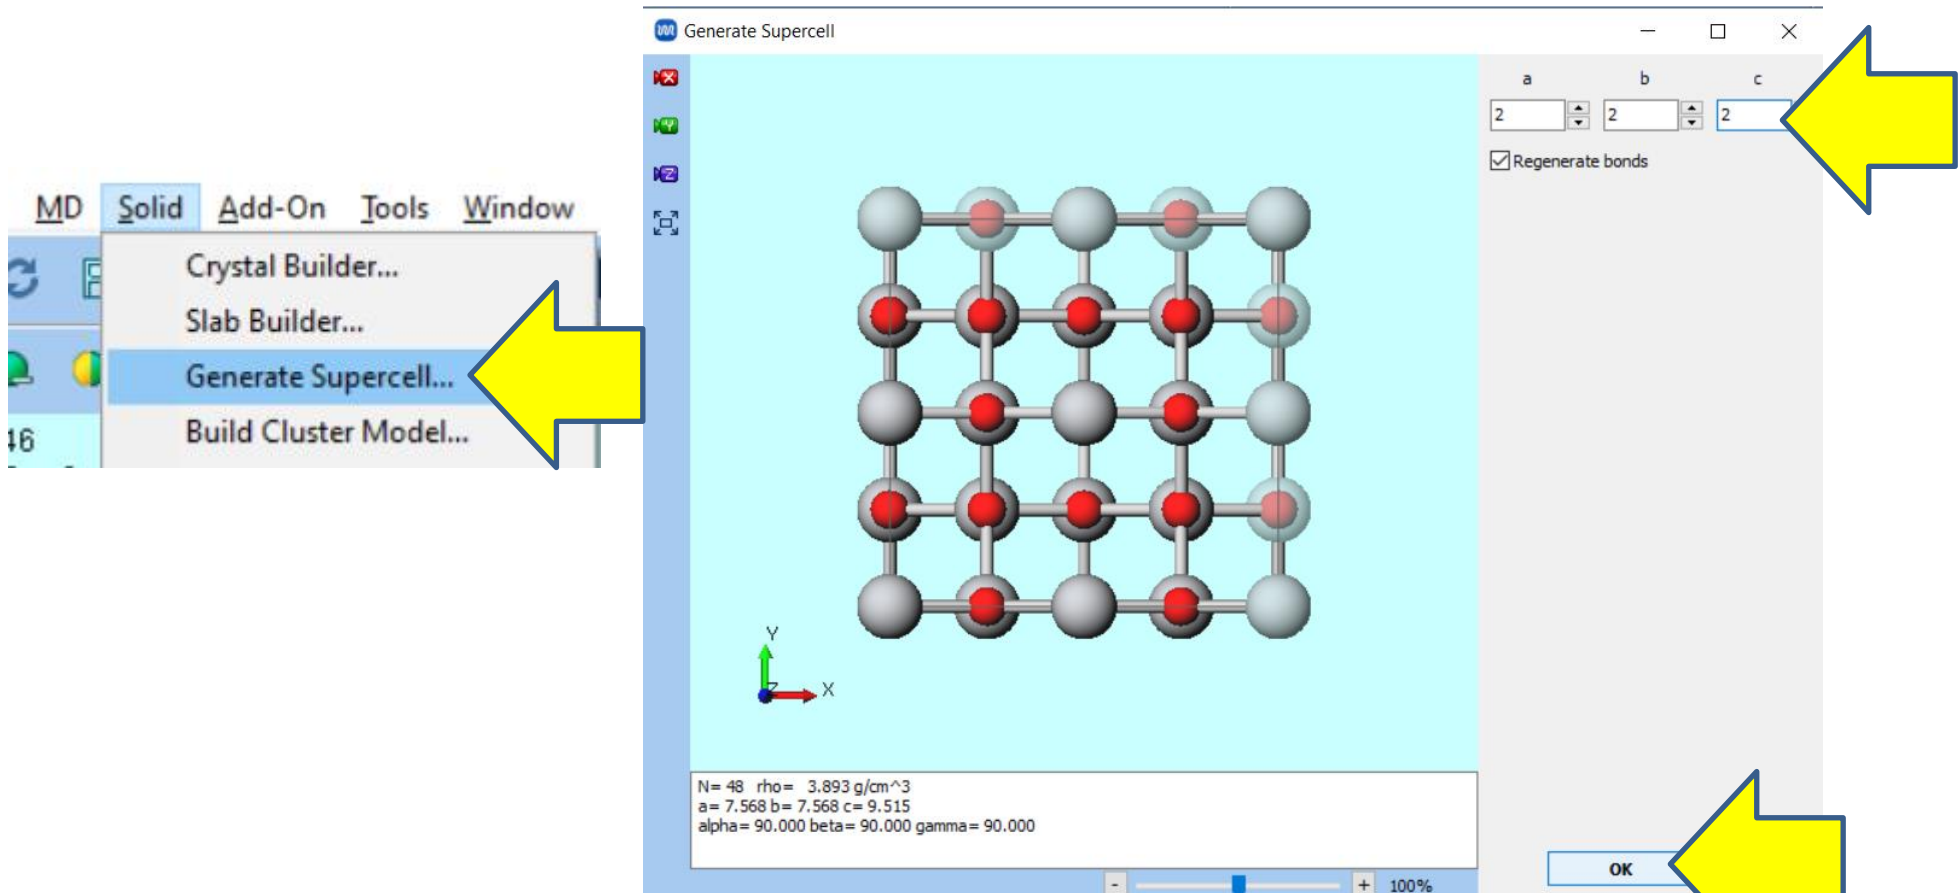 MD Solid Add-On Tools Window
Crystal Builder...
Slab Builder...
Generate Supercell...
Build Cluster Model...
46
Generate Supercell
X
Y
Z
a b c
2 2 2
Regenerate bonds
Y
Z X
N= 48 rho= 3.893 g/cm^3
a= 7.568 b= 7.568 c= 9.515
alpha= 90.000 beta= 90.000 gamma= 90.000
OK
- + 100%